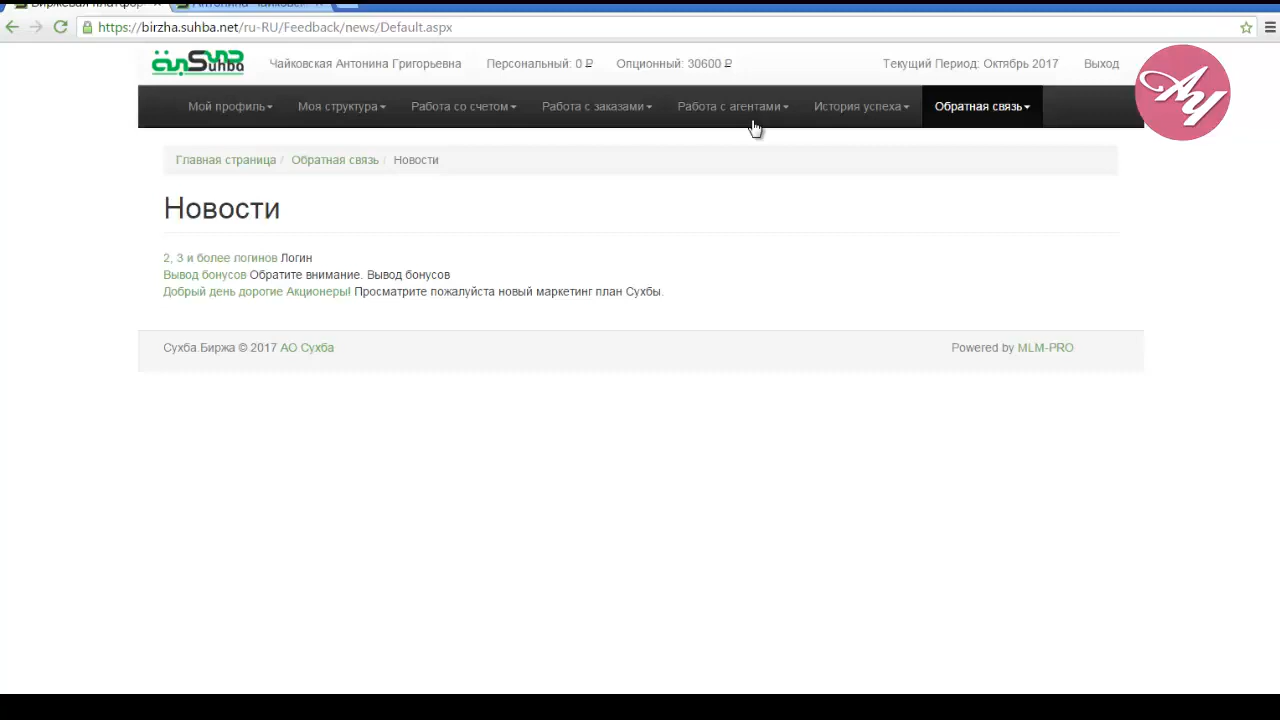 https://birzha.suhba.net/ru-RU/Feedback/news/Default.aspx
Suhba
Чайковская Антонина Григорьевна Персональный: 0 ₽ Опционный: 30600 ₽ Текущий Период: Октябрь 2017 Выход
Мой профиль Моя структура Работа со счетом Работа с заказами Работа с агентами История успеха Обратная связь
Главная страница / Обратная связь / Новости
Новости
2, 3 и более логинов Логин
Вывод бонусов Обратите внимание. Вывод бонусов
Добрый день дорогие Акционеры! Просмотрите пожалуйста новый маркетинг план Сухбы.
Сухба.Биржа © 2017 АО Сухба Powered by MLM-PRO